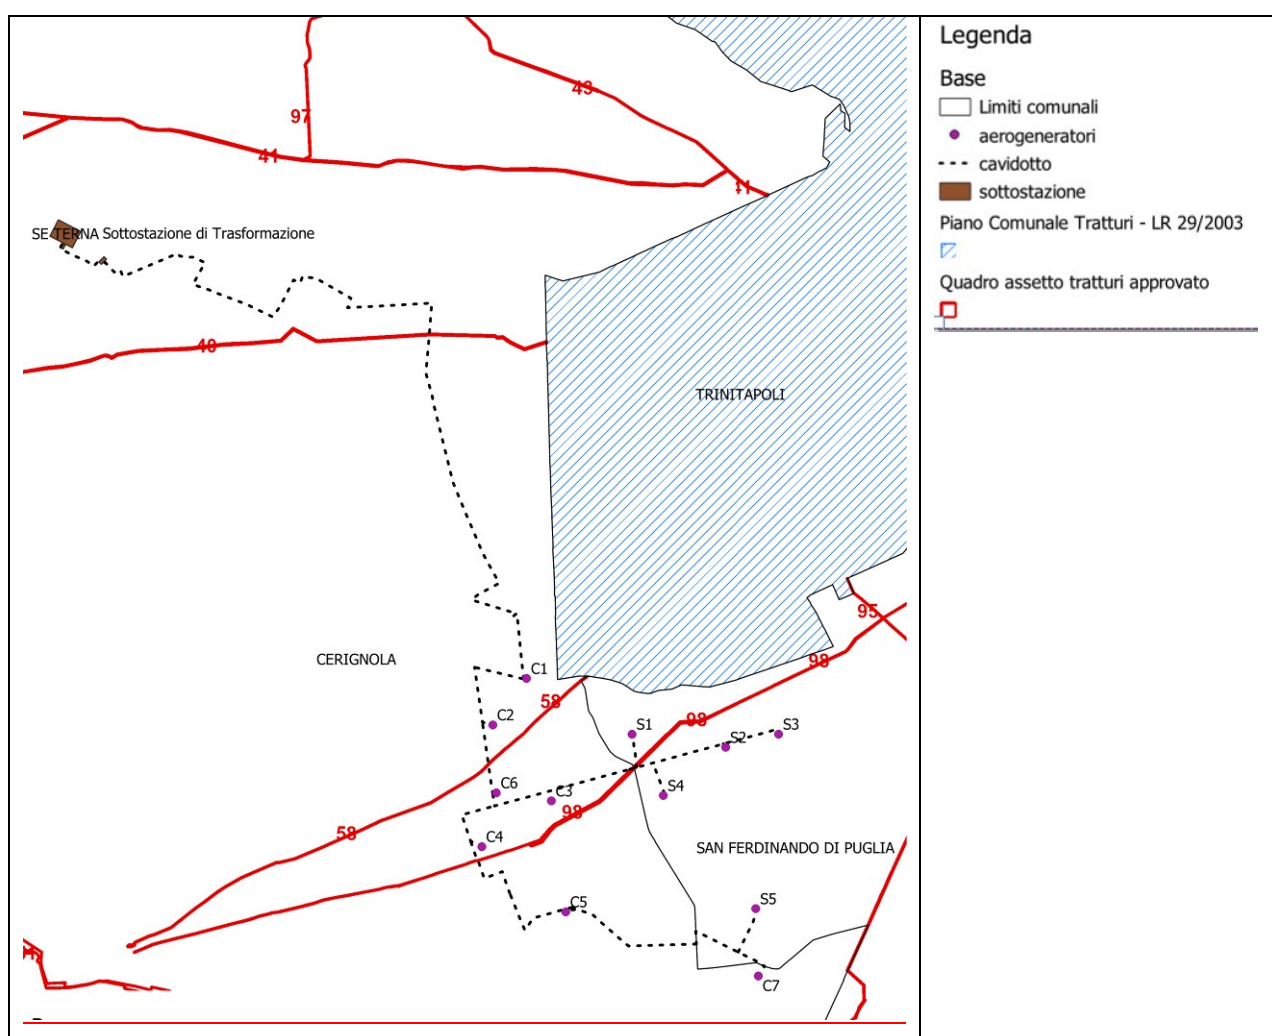 Legenda
Base
Limiti comunali
aerogeneratori
cavidotto
sottostazione
Piano Comunale Tratturi - LR 29/2003
Quadro assetto tratturi approvato
43
97
41
SE TERNA Sottostazione di Trasformazione
40
TRINITAPOLI
95
CERIGNOLA
98
C1
58
C2
S1
98
S3
S2
C6
C3
S4
98
58
C4
SAN FERDINANDO DI PUGLIA
S5
C5
C7